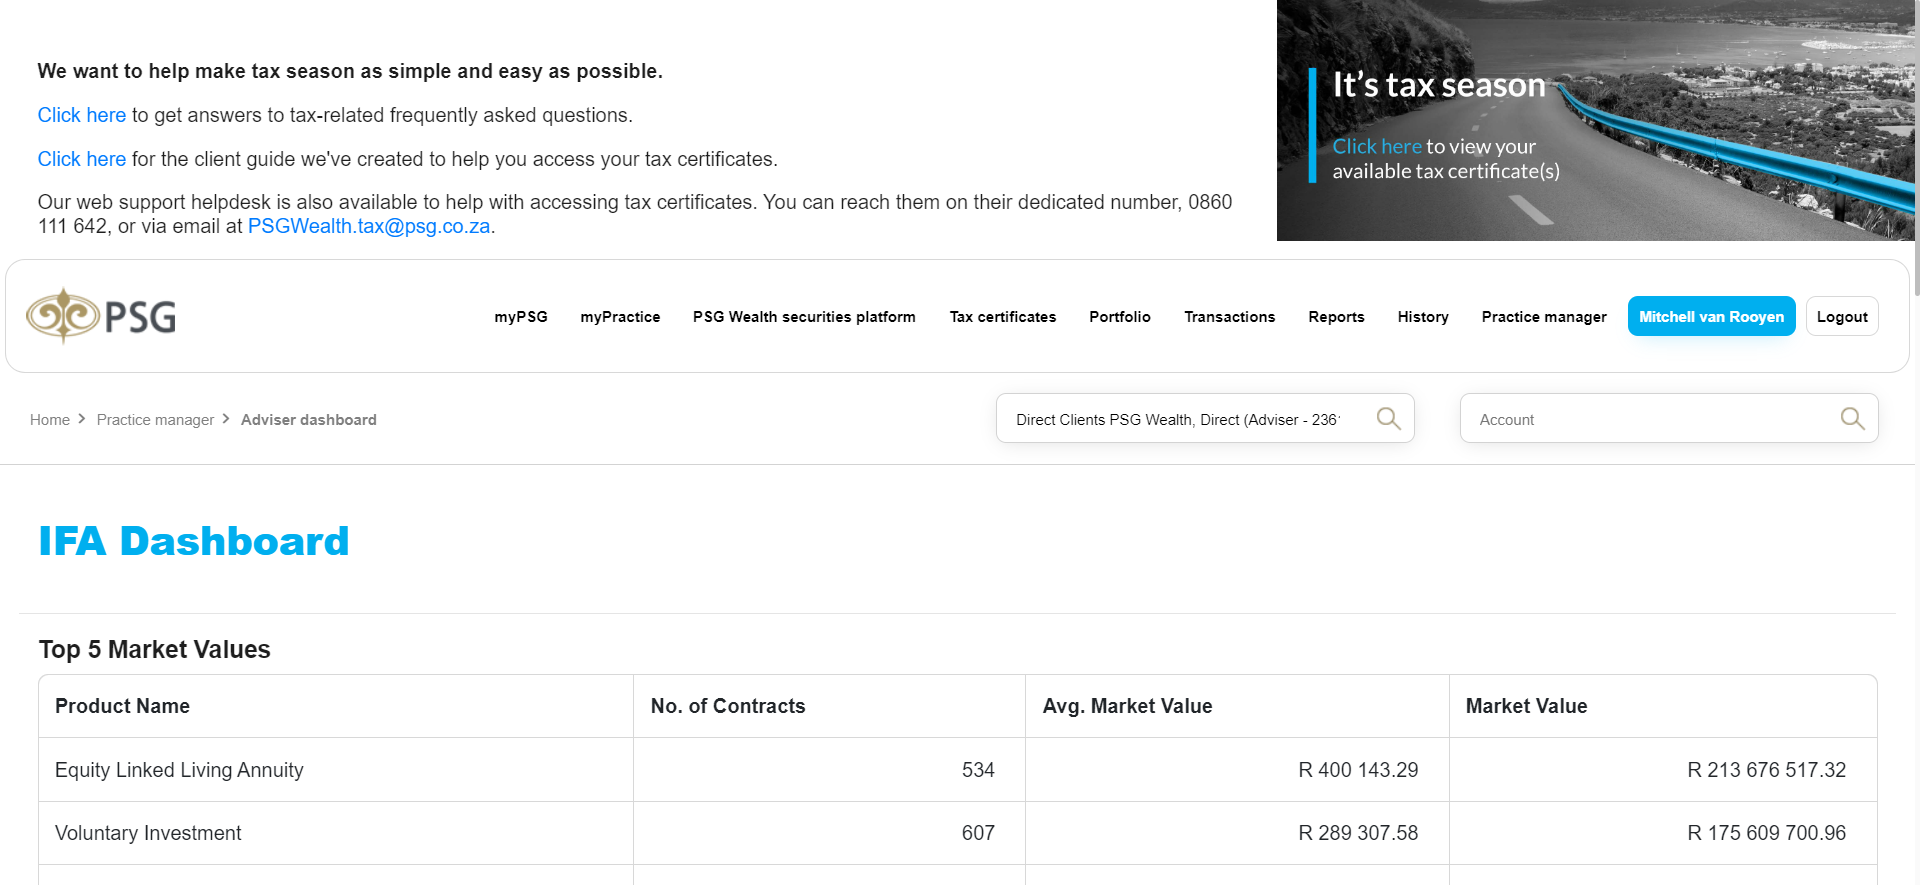 We want to help make tax season as simple and easy as possible.
Click here to get answers to tax-related frequently asked questions.
Click here for the client guide we've created to help you access your tax certificates.
Our web support helpdesk is also available to help with accessing tax certificates. You can reach them on their dedicated number, 0860
111 642, or via email at PSGWealth.tax@psg.co.za.
It's tax season
Click here to view your
available tax certificate(s)
PSG
myPSG myPractice PSG Wealth securities platform Tax certificates Portfolio Transactions Reports History Practice manager Mitchell van Rooyen Logout
Home > Practice manager > Adviser dashboard
Direct Clients PSG Wealth, Direct (Adviser - 236
Account
IFA Dashboard
Top 5 Market Values
Product Name No. of Contracts Avg. Market Value Market Value
Equity Linked Living Annuity 534 R 400 143.29 R 213 676 517.32
Voluntary Investment 607 R 289 307.58 R 175 609 700.96